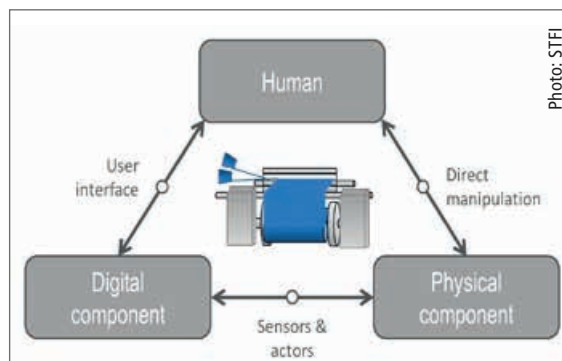 Human
Photo: STFI
User
interface
Direct
manipulation
Digital
component
Physical
component
Sensors &
actors